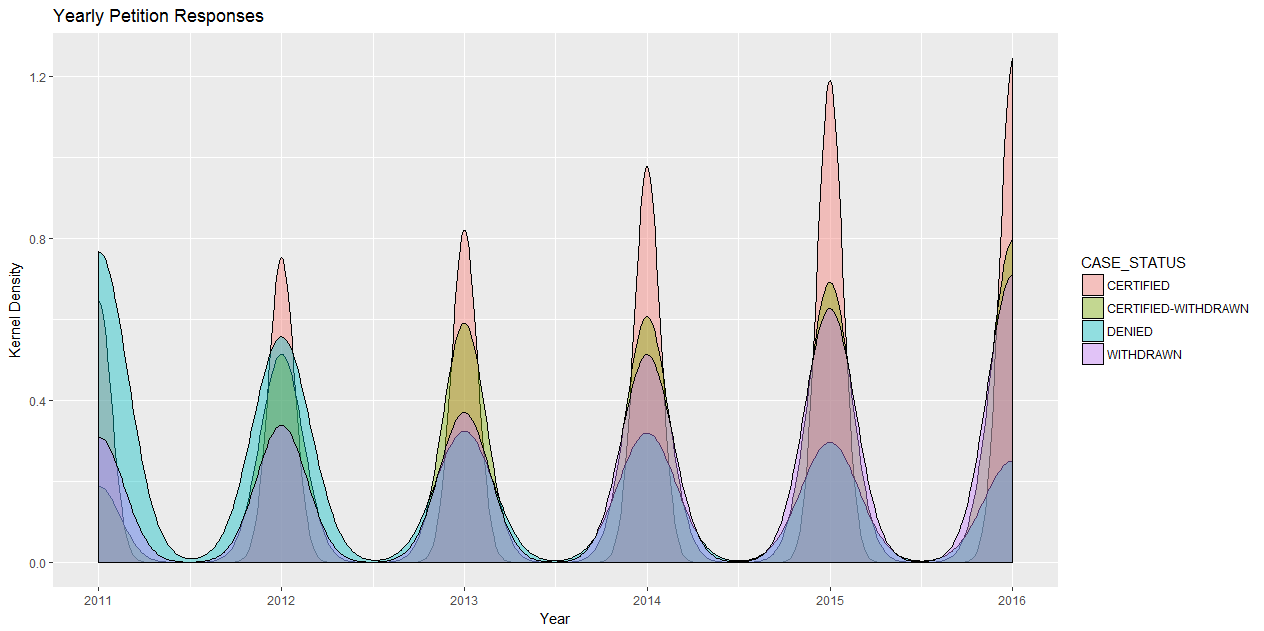 Yearly Petition Responses
Kernel Density
1.2
0.8
0.4
0.0
2011 2012 2013 2014 2015 2016
Year
CASE_STATUS
CERTIFIED
CERTIFIED-WITHDRAWN
DENIED
WITHDRAWN